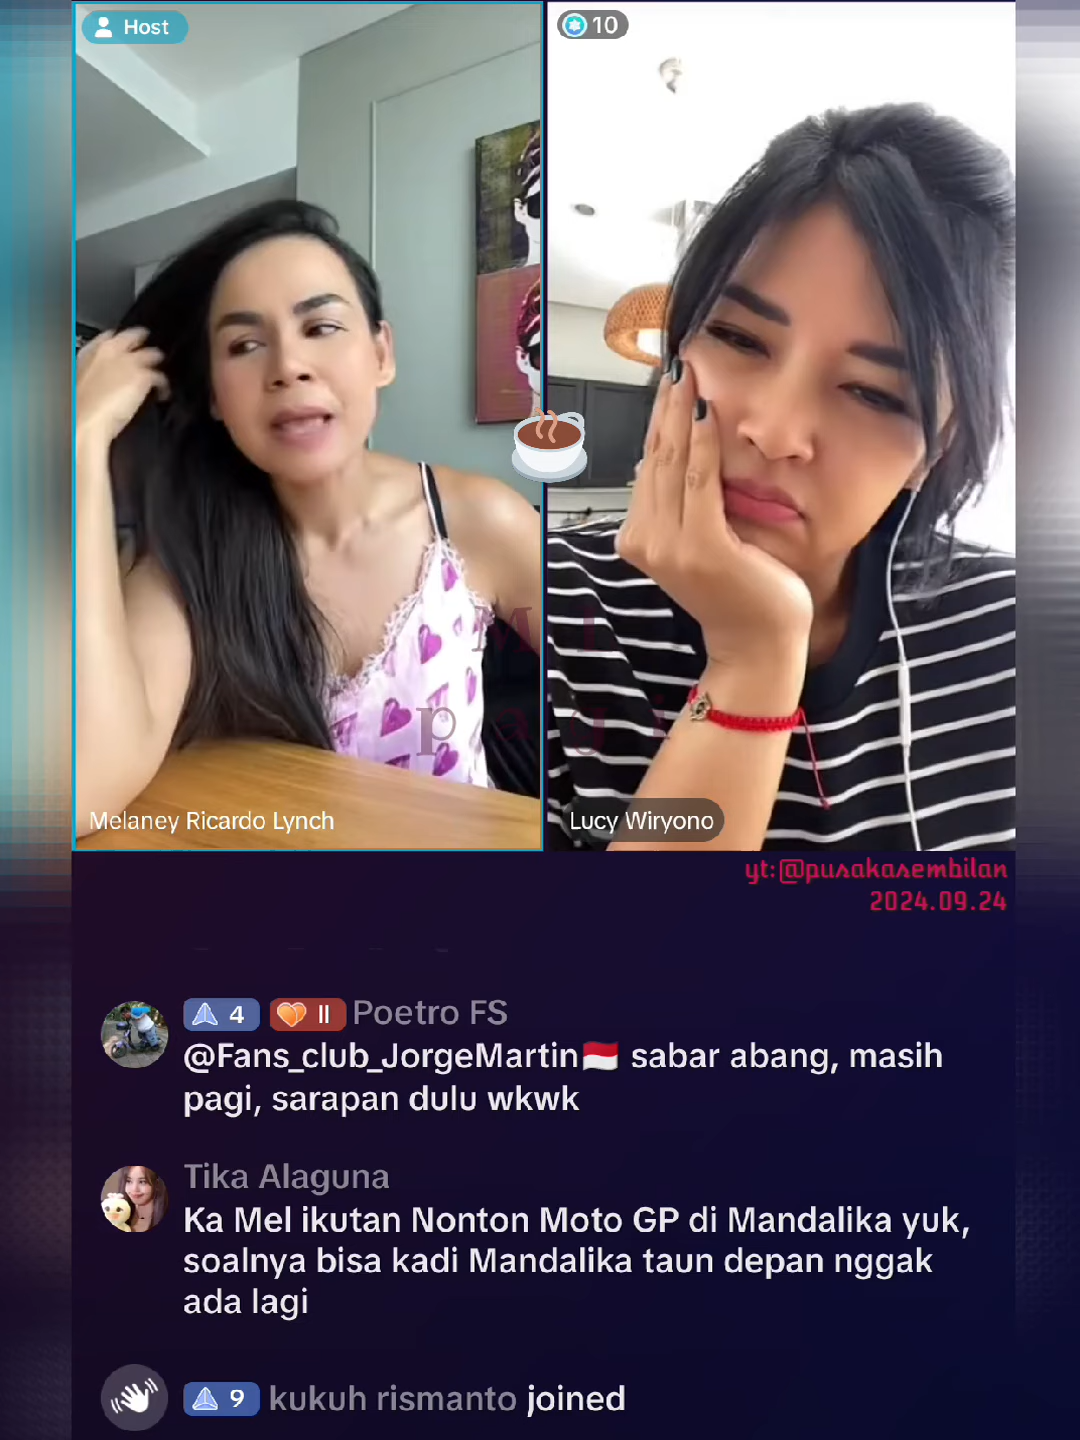 Host
10
M i
p a g i
Melaney Ricardo Lynch
Lucy Wiryono
yt:@pusakasembilan
2024.09.24
4 II Poetro FS
@Fans_club_JorgeMartin🇮🇩 sabar abang, masih
pagi, sarapan dulu wkwk
Tika Alaguna
Ka Mel ikutan Nonton Moto GP di Mandalika yuk,
soalnya bisa kadi Mandalika taun depan nggak
ada lagi
9 kukuh rismanto joined